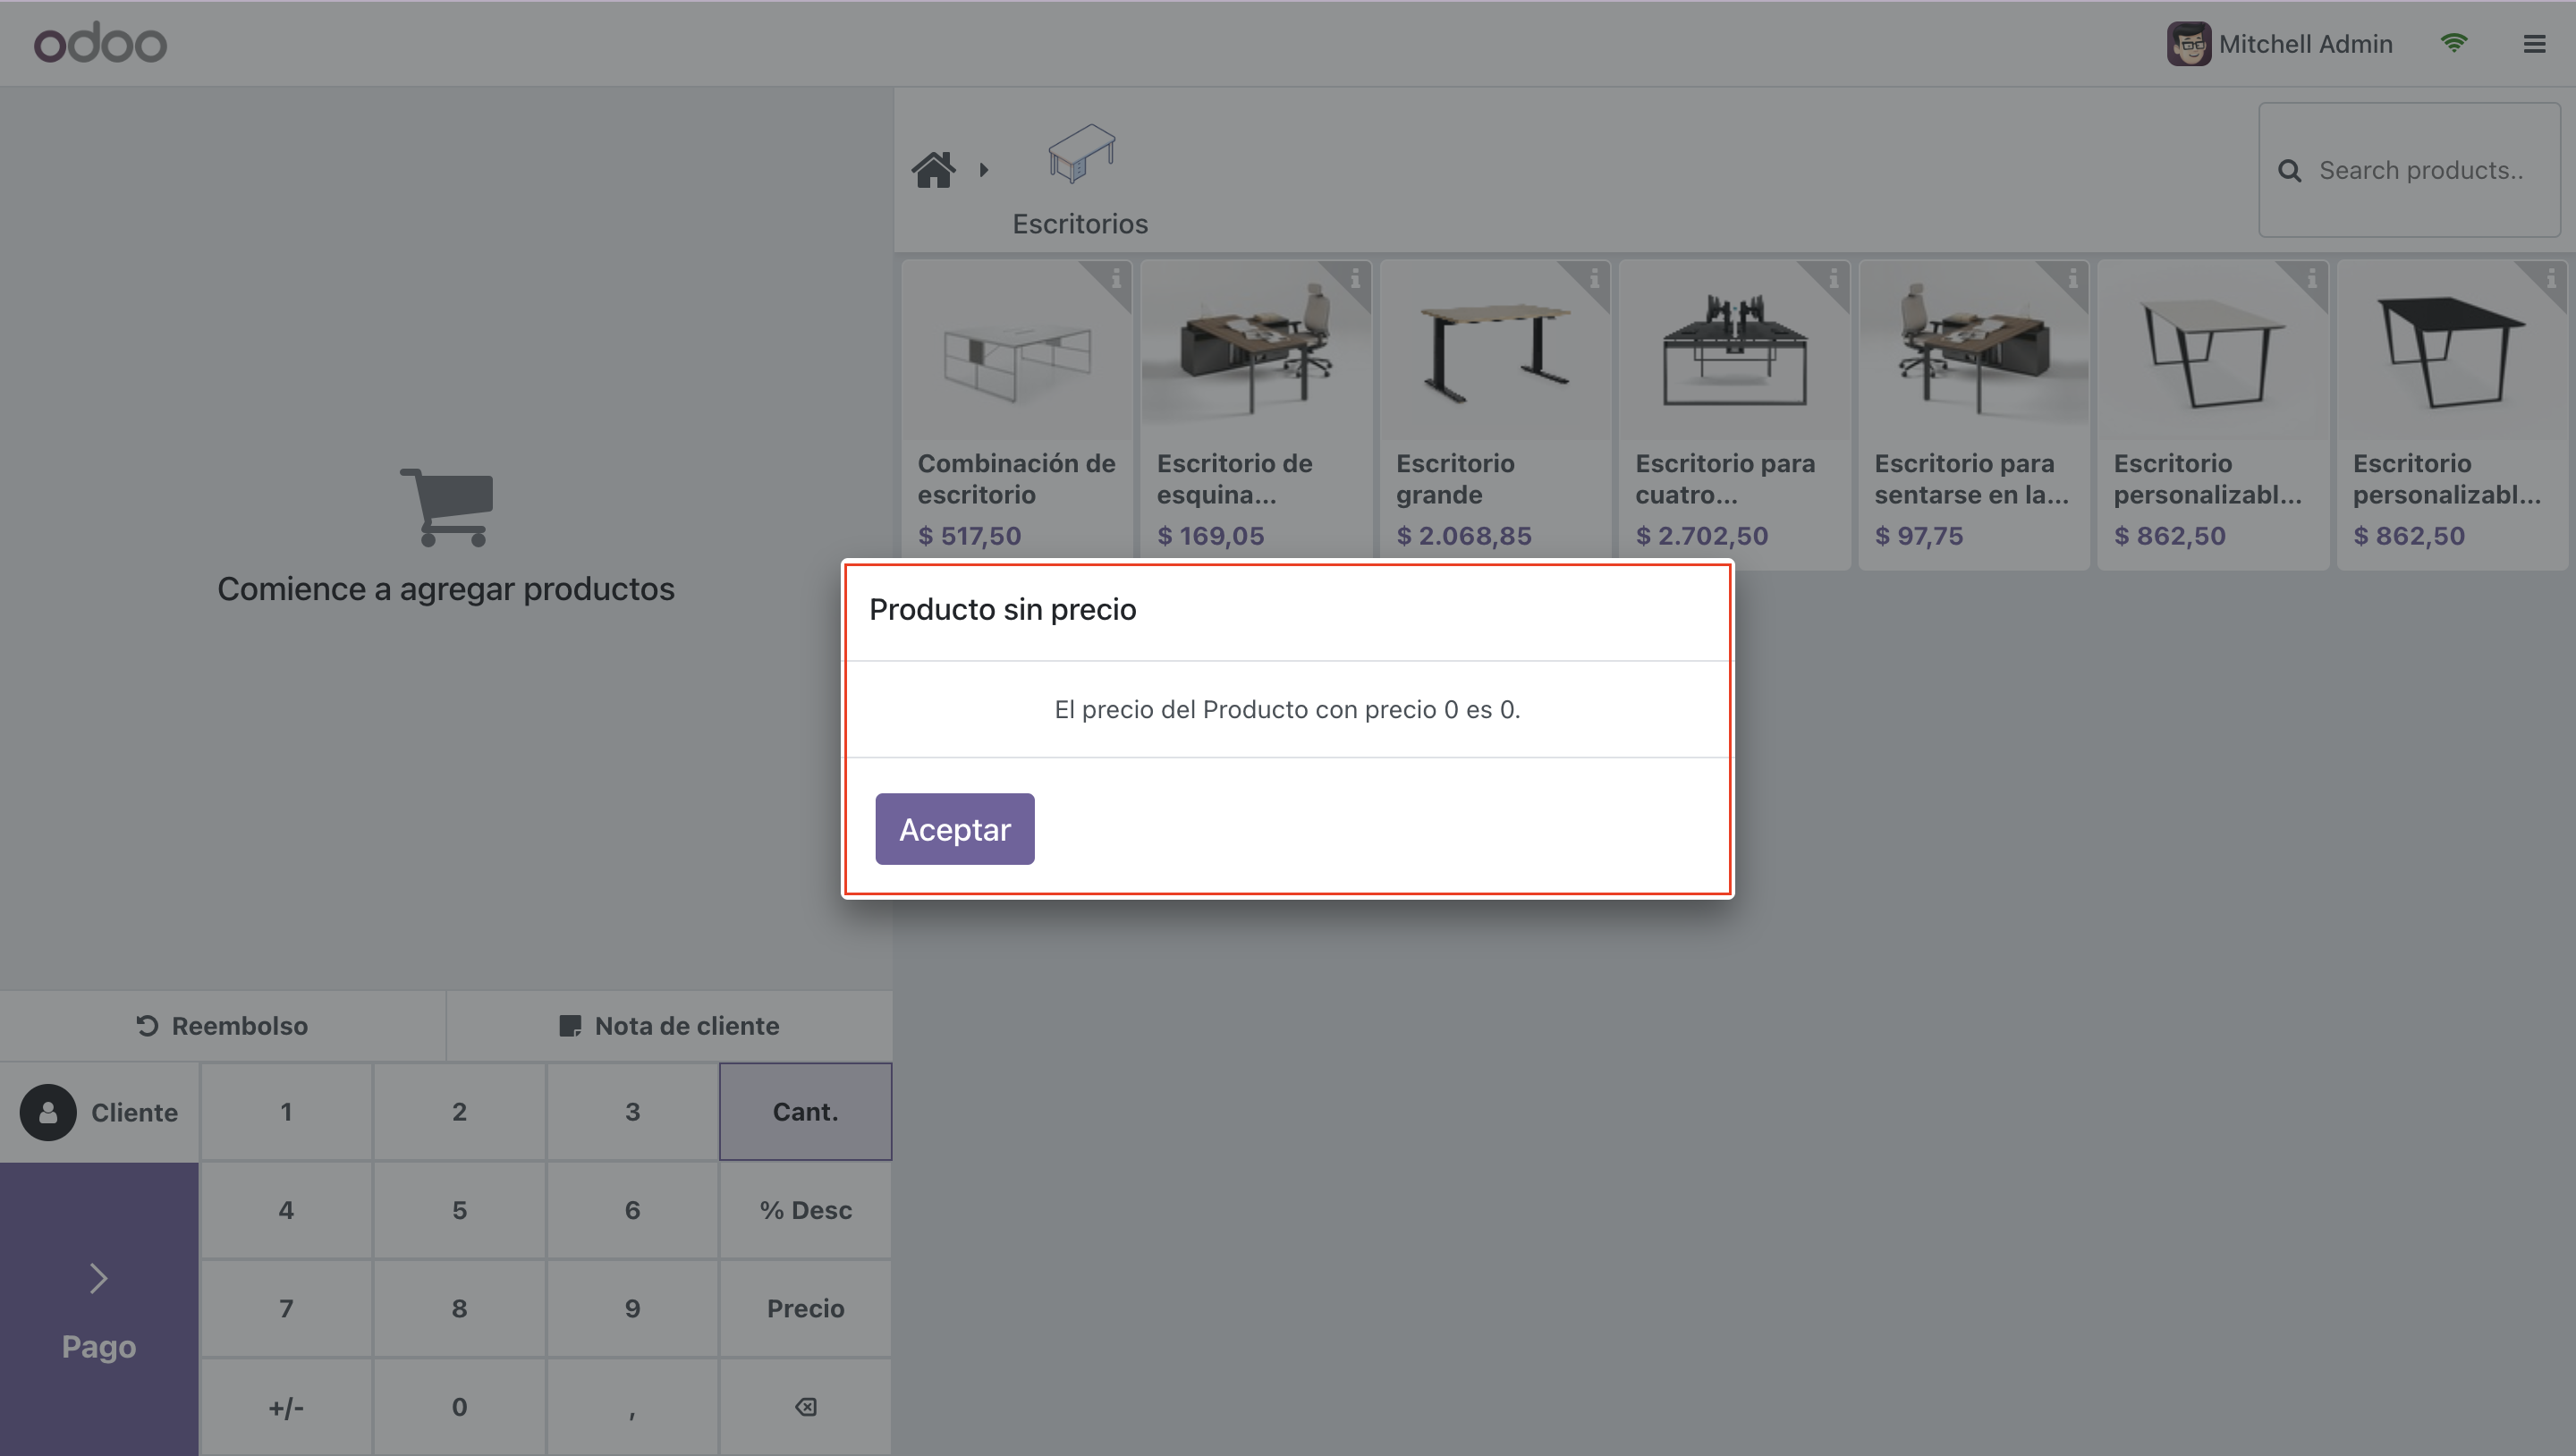 odoo
Mitchell Admin
Escritorios
Search products..
Combinación de
escritorio
$ 517,50
Escritorio de
esquina...
$ 169,05
Escritorio
grande
$ 2.068,85
Escritorio para
cuatro...
$ 2.702,50
Escritorio para
sentarse en la...
$ 97,75
Escritorio
personalizabl...
$ 862,50
Escritorio
personalizabl...
$ 862,50
Comience a agregar productos
Producto sin precio
El precio del Producto con precio 0 es 0.
Aceptar
Reembolso
Nota de cliente
Cliente
1
2
3
Cant.
4
5
6
% Desc
7
8
9
Precio
Pago
+/-
0
,